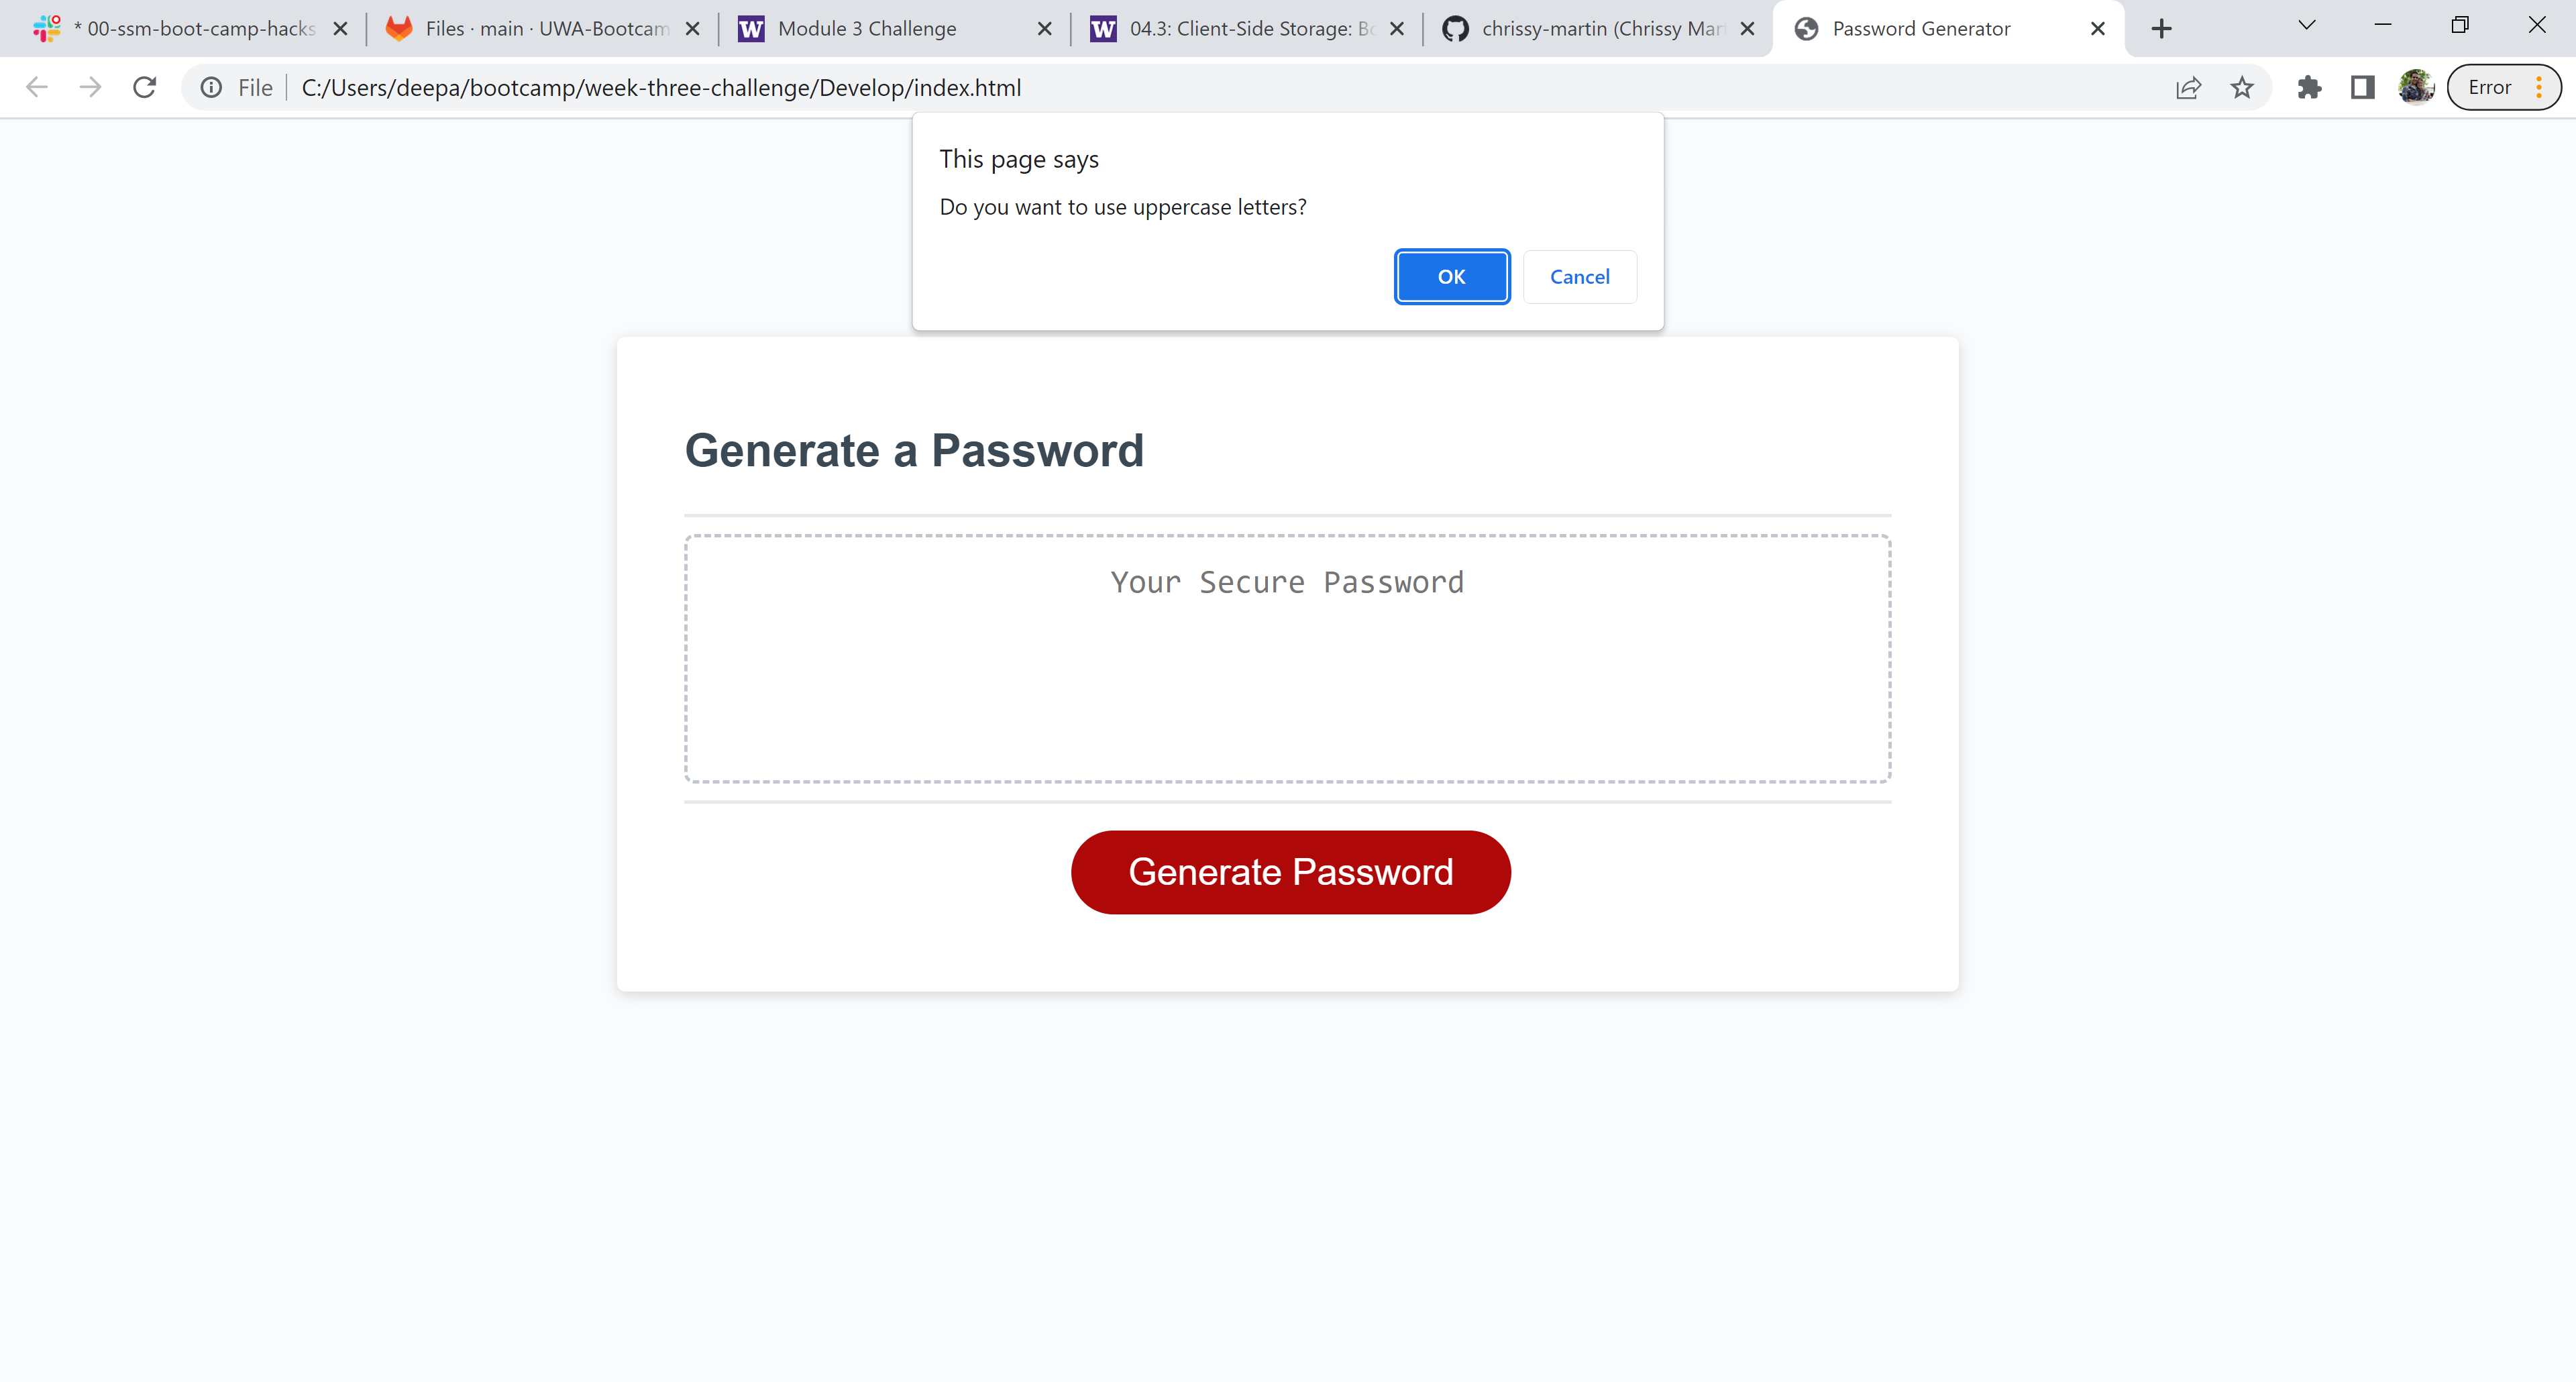 * 00-ssm-boot-camp-hacks
Files · main · UWA-Bootcam
Module 3 Challenge
04.3: Client-Side Storage: Bo
chrissy-martin (Chrissy Mar
Password Generator
File
C:/Users/deepa/bootcamp/week-three-challenge/Develop/index.html
Error
This page says
Do you want to use uppercase letters?
OK
Cancel
Generate a Password
Your Secure Password
Generate Password